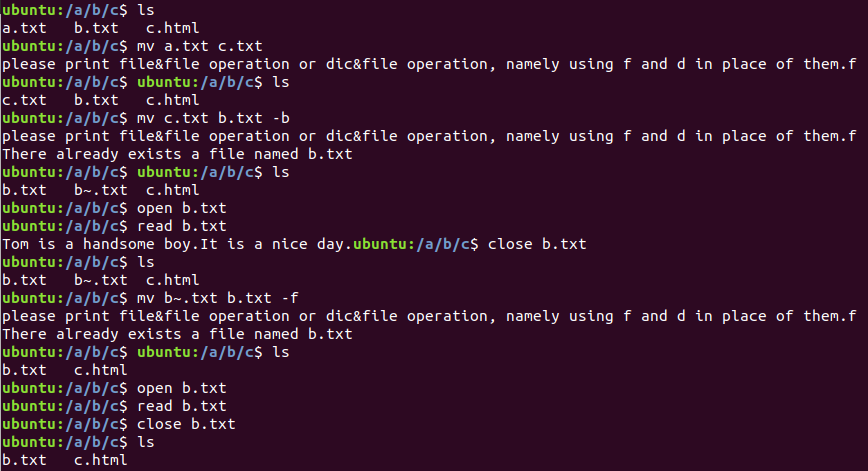 ubuntu:/a/b/c$ ls
a.txt   b.txt   c.html
ubuntu:/a/b/c$ mv a.txt c.txt
please print file&file operation or dic&file operation, namely using f and d in place of them.f
ubuntu:/a/b/c$ ubuntu:/a/b/c$ ls
c.txt   b.txt   c.html
ubuntu:/a/b/c$ mv c.txt b.txt -b
please print file&file operation or dic&file operation, namely using f and d in place of them.f
There already exists a file named b.txt
ubuntu:/a/b/c$ ubuntu:/a/b/c$ ls
b.txt   b~.txt  c.html
ubuntu:/a/b/c$ open b.txt
ubuntu:/a/b/c$ read b.txt
Tom is a handsome boy.It is a nice day.ubuntu:/a/b/c$ close b.txt
ubuntu:/a/b/c$ ls
b.txt   b~.txt  c.html
ubuntu:/a/b/c$ mv b~.txt b.txt -f
please print file&file operation or dic&file operation, namely using f and d in place of them.f
There already exists a file named b.txt
ubuntu:/a/b/c$ ubuntu:/a/b/c$ ls
b.txt   c.html
ubuntu:/a/b/c$ open b.txt
ubuntu:/a/b/c$ read b.txt
ubuntu:/a/b/c$ close b.txt
ubuntu:/a/b/c$ ls
b.txt   c.html